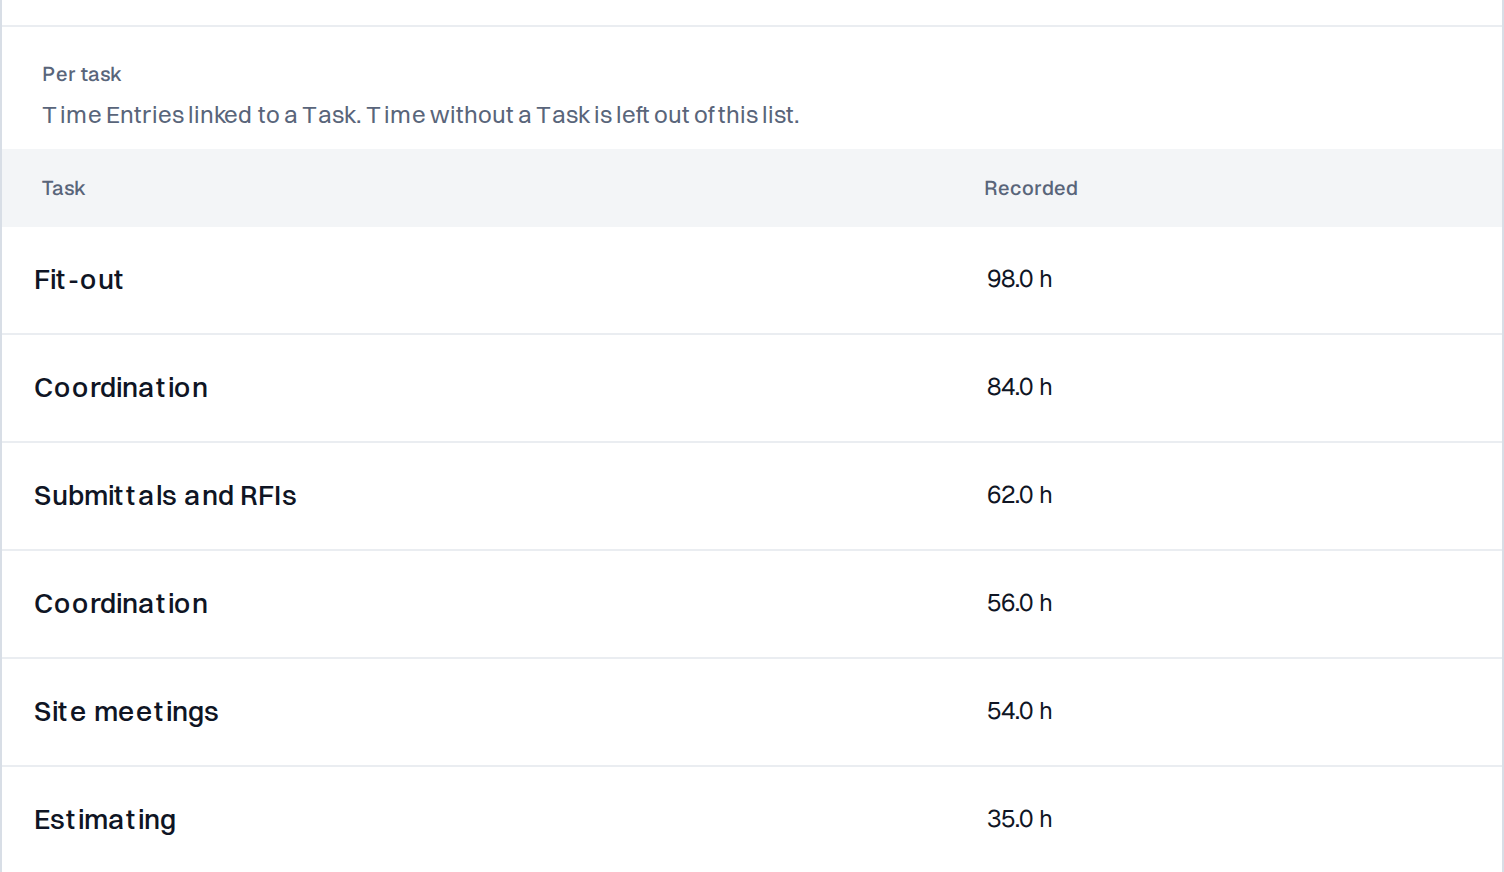 Per task
Time Entries linked to a Task. Time without a Task is left out of this list.
Task Recorded
Fit-out 98.0 h
Coordination 84.0 h
Submittals and RFIs 62.0 h
Coordination 56.0 h
Site meetings 54.0 h
Estimating 35.0 h